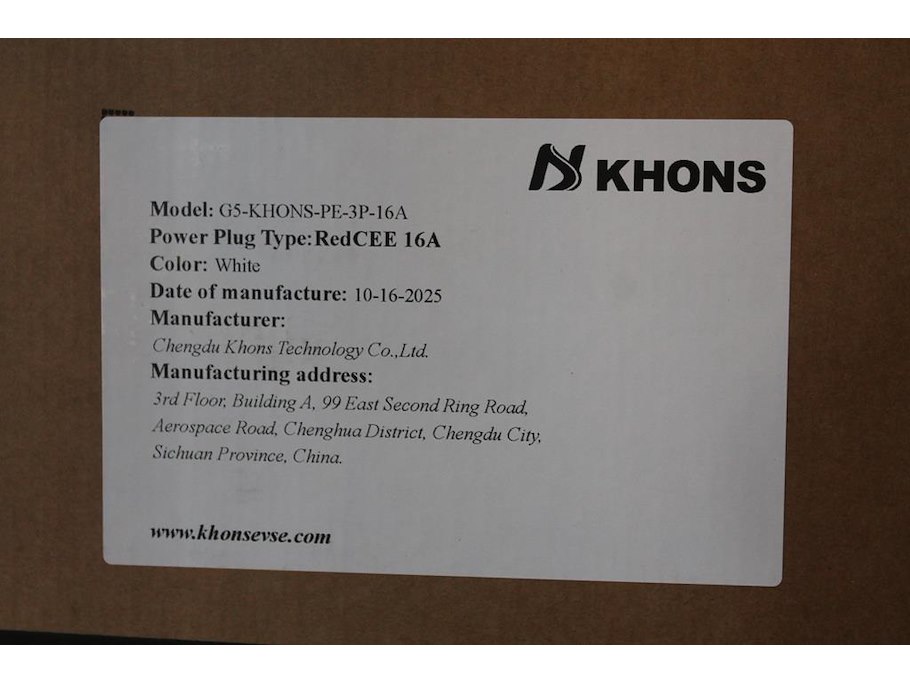 KHONS
Model: G5-KHONS-PE-3P-16A
Power Plug Type:RedCEE 16A
Color: White
Date of manufacture: 10-16-2025
Manufacturer:
Chengdu Khons Technology Co.,Ltd.
Manufacturing address:
3rd Floor, Building A, 99 East Second Ring Road,
Aerospace Road, Chenghua District, Chengdu City,
Sichuan Province, China.
www.khonsevse.com